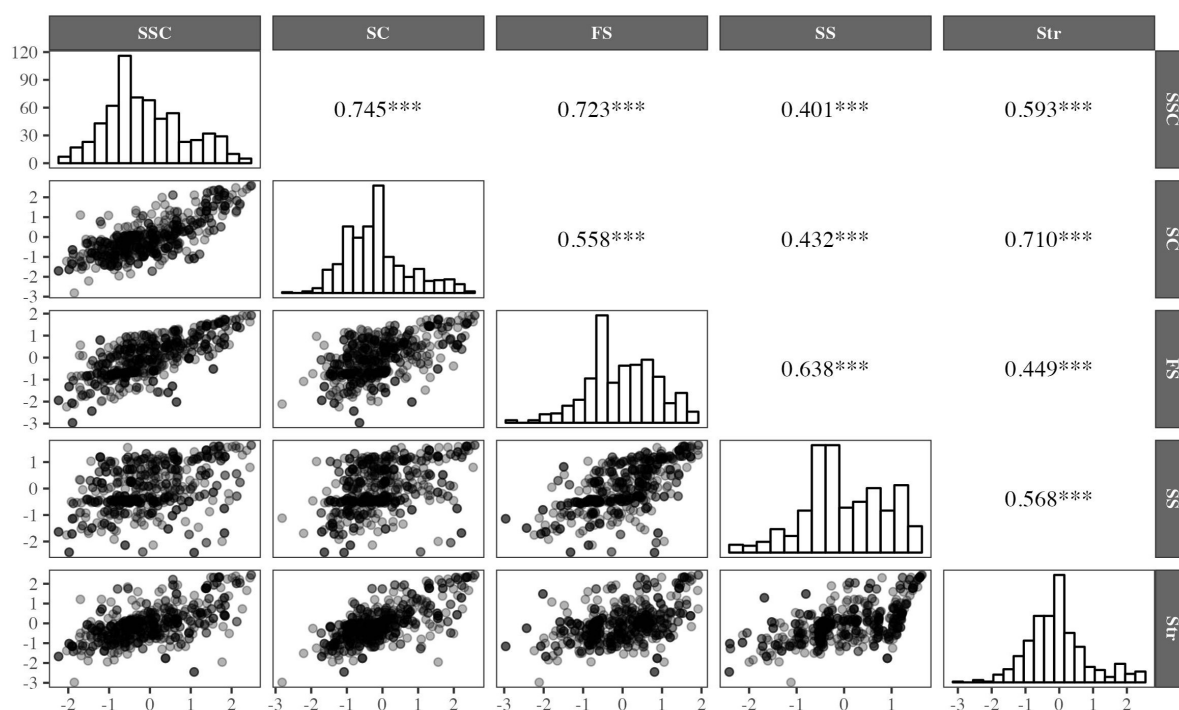 SSC SC FS SS Str
120
90
60
30
0
0.745*** 0.723*** 0.401*** 0.593***
SSC
2
1
0
-1
-2
-3
0.558*** 0.432*** 0.710***
SC
2
1
0
-1
-2
-3
0.638*** 0.449***
FS
1
0
-1
-2
0.568***
SS
2
1
0
-1
-2
-3
Str
-2 -1 0 1 2
-3 -2 -1 0 1 2
-3 -2 -1 0 1 2
-2 -1 0 1
-3 -2 -1 0 1 2